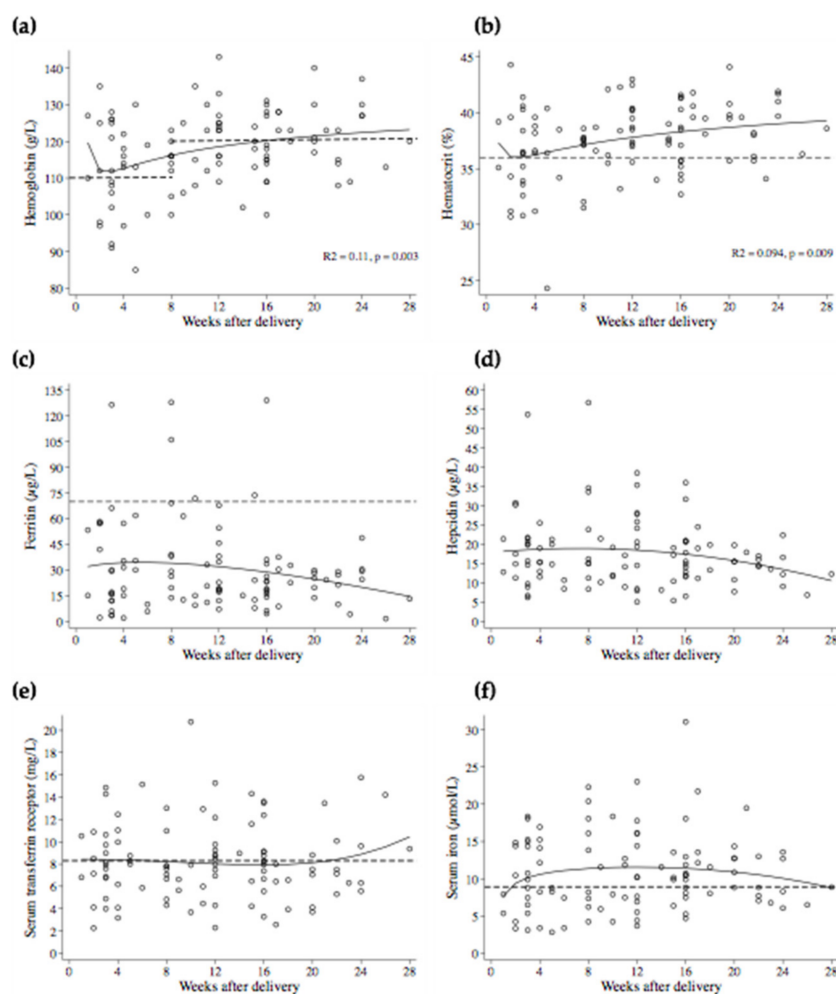 (a)
Hemoglobin (g/L)
140
130
120
110
100
90
80
R2 = 0.11, p = 0.003
0 4 8 12 16 20 24 28
Weeks after delivery
(b)
Hematocrit (%)
45
40
35
30
25
R2 = 0.094, p = 0.009
0 4 8 12 16 20 24 28
Weeks after delivery
(c)
Ferritin (µg/L)
135
120
105
90
75
60
45
30
15
0
0 4 8 12 16 20 24 28
Weeks after delivery
(d)
Hepcidin (µg/L)
60
55
50
45
40
35
30
25
20
15
10
5
0
0 4 8 12 16 20 24 28
Weeks after delivery
(e)
Serum transferrin receptor (mg/L)
20
18
16
14
12
10
8
6
4
2
0
0 4 8 12 16 20 24 28
Weeks after delivery
(f)
Serum iron (µmol/L)
30
25
20
15
10
5
0
0 4 8 12 16 20 24 28
Weeks after delivery